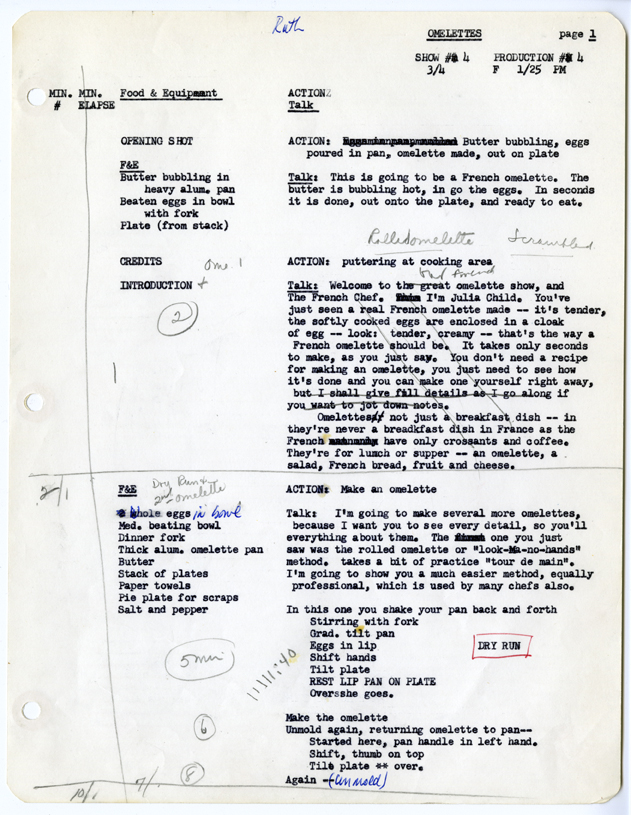 Ruth
OMELETTES page 1
SHOW # 4 PRODUCTION # 4
3/4 F 1/25 PM
MIN. MIN. Food & Equipment ACTION
# ELAPSE Talk
OPENING SHOT ACTION: Butter bubbling, eggs
poured in pan, omelette made, out on plate
F&E
Butter bubbling in Talk: This is going to be a French omelette. The
heavy alum. pan butter is bubbling hot, in go the eggs. In seconds
Beaten eggs in bowl it is done, out onto the plate, and ready to eat.
with fork
Plate (from stack)
Rolled omelette Scrambled
CREDITS ome. 1 ACTION: puttering at cooking area
INTRODUCTION + Talk: Welcome to the great omelette show, and
The French Chef. I'm Julia Child. You've
2 just seen a real French omelette made -- it's tender,
the softly cooked eggs are enclosed in a cloak
of egg -- look: tender, creamy -- that's the way a
French omelette should be. It takes only seconds
to make, as you just say. You don't need a recipe
for making an omelette, you just need to see how
it's done and you can make one yourself right away,
but I shall give fill details as I go along if
you want to jot down notes.
Omelettes not just a breakfast dish -- in
they're never a breadkfast dish in France as the
French have only crossants and coffee.
They're for lunch or supper -- an omelette, a
salad, French bread, fruit and cheese.
2/1
F&E Dry Run ACTION: Make an omelette
2nd omelette
whole eggs in bowl Talk: I'm going to make several more omelettes,
Med. beating bowl because I want you to see every detail, so you'll
Dinner fork everything about them. The one you just
Thick alum. omelette pan saw was the rolled omelette or "look-Ma-no-hands"
Butter method. takes a bit of practice "tour de main".
Stack of plates I'm going to show you a much easier method, equally
Paper towels professional, which is used by many chefs also.
Pie plate for scraps
Salt and pepper In this one you shake your pan back and forth
Stirring with fork
Grad. tilt pan
Eggs in lip DRY RUN
5 min Shift hands
11/11:40 Tilt plate
REST LIP PAN ON PLATE
Oversshe goes.
6 Make the omelette
Unmold again, returning omelette to pan--
Started here, pan handle in left hand.
Shift, thumb on top
8 Tilt plate ** over.
Again -- (unmold)
10/ 7/